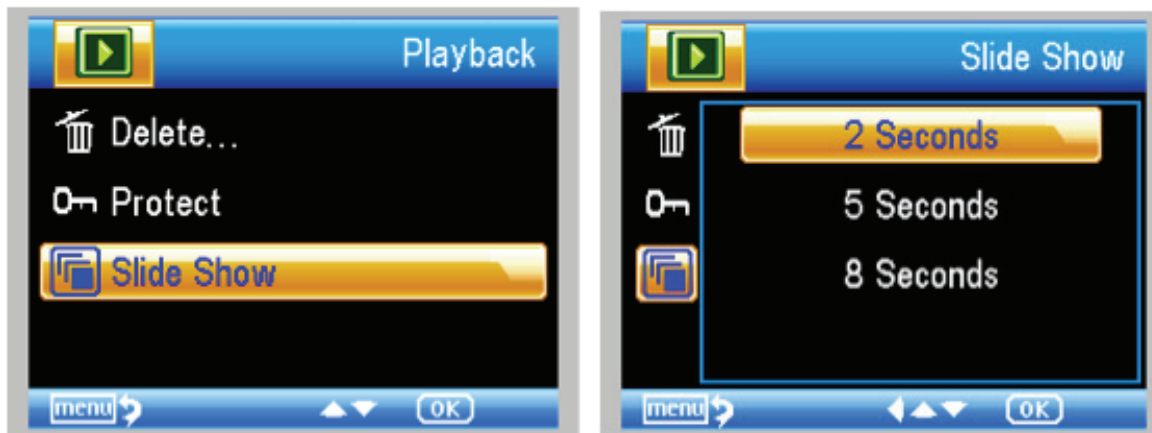 Playback
Delete...
Protect
Slide Show
menu OK
Slide Show
2 Seconds
5 Seconds
8 Seconds
menu OK